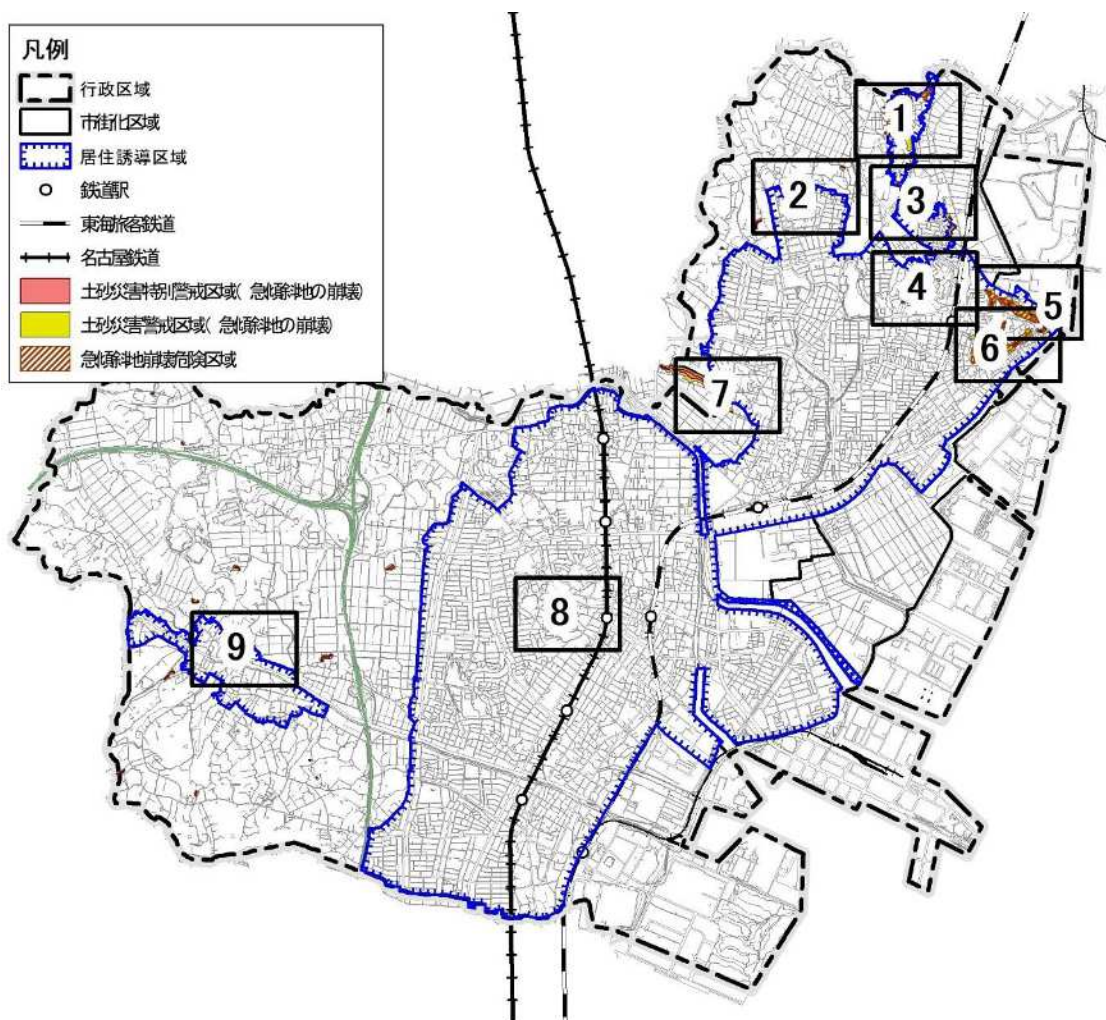 凡例
行政区域
市街化区域
居住誘導区域
鉄道駅
東海旅客鉄道
名古屋鉄道
土砂災害特別警戒区域(急傾斜地の崩壊)
土砂災害警戒区域(急傾斜地の崩壊)
急傾斜地崩壊危険区域
1
2
3
4
5
6
7
8
9